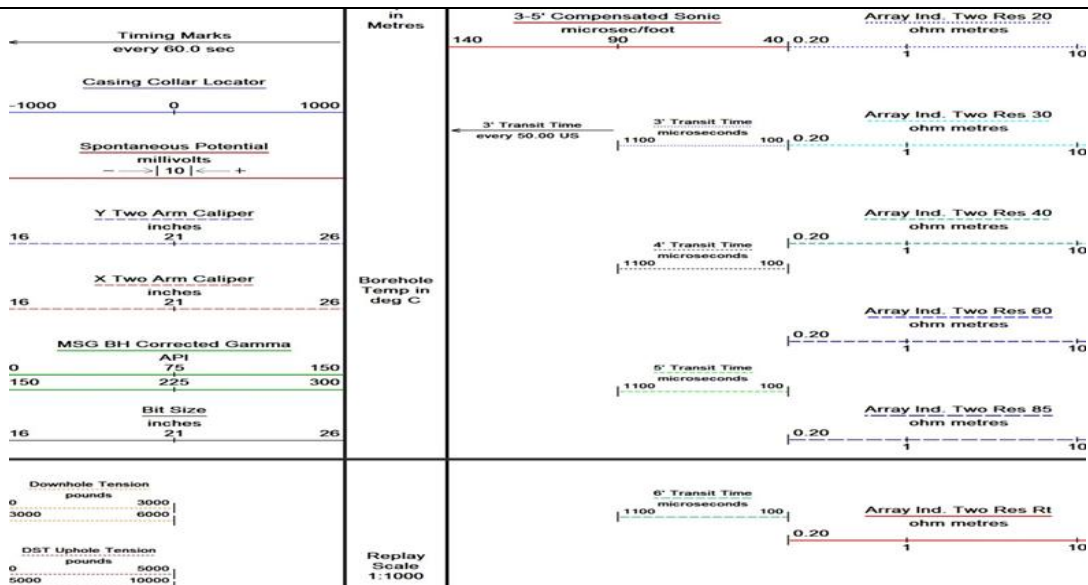 Timing Marks
every 60.0 sec
Casing Collar Locator
-1000 0 1000
Spontaneous Potential
millivolts
— | 10 | +
Y Two Arm Caliper
inches
16 21 26
X Two Arm Caliper
inches
16 21 26
MSG BH Corrected Gamma
API
0 75 150
150 225 300
Bit Size
inches
16 21 26
Downhole Tension
pounds
0 3000
3000 6000
DST Uphole Tension
pounds
0 5000
5000 10000
in
Metres
Borehole
Temp in
deg C
Replay
Scale
1:1000
3-5' Compensated Sonic
microsec/foot
140 90 40
3' Transit Time
every 50.00 US
3' Transit Time
microseconds
1100 100
4' Transit Time
microseconds
1100 100
5' Transit Time
microseconds
1100 100
6' Transit Time
microseconds
1100 100
Array Ind. Two Res 20
ohm metres
0.20 1 10
Array Ind. Two Res 30
ohm metres
0.20 1 10
Array Ind. Two Res 40
ohm metres
0.20 1 10
Array Ind. Two Res 60
ohm metres
0.20 1 10
Array Ind. Two Res 85
ohm metres
0.20 1 10
Array Ind. Two Res Rt
ohm metres
0.20 1 10